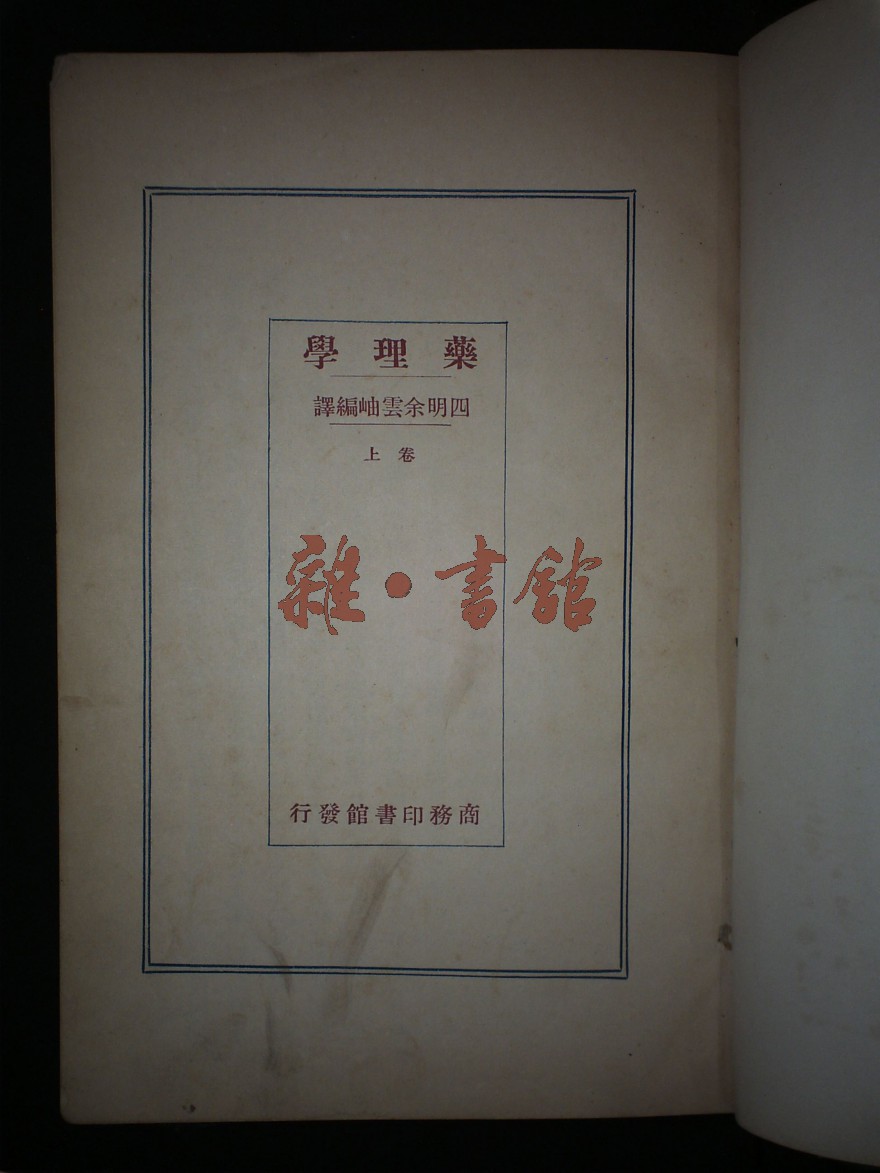 藥理學
四明余雲岫編譯
卷上
雜·書館
商務印書館發行